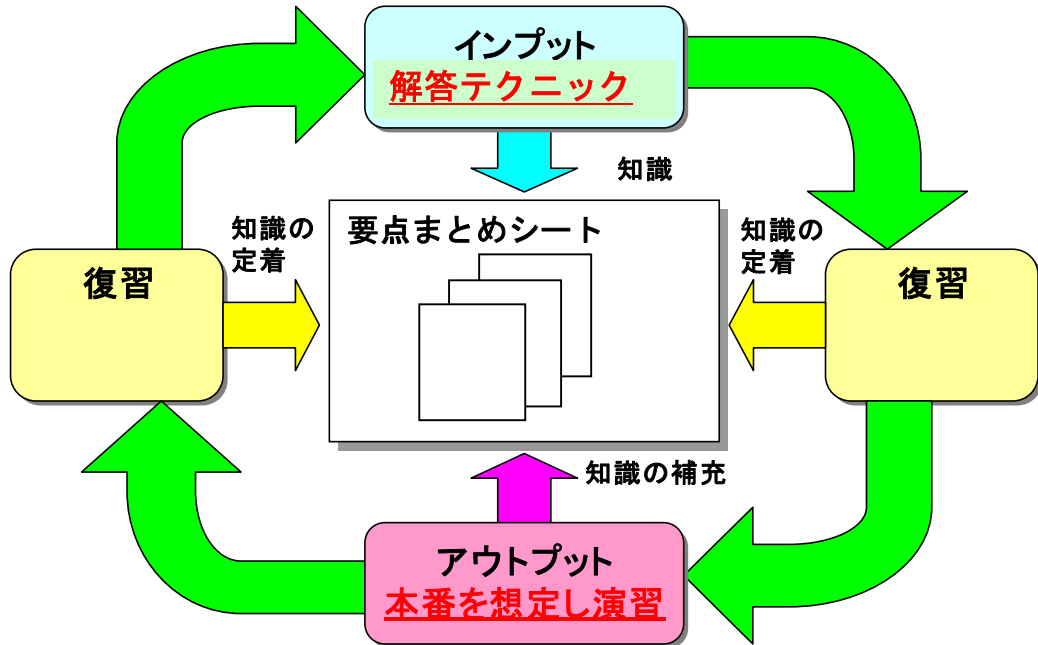 インプット
解答テクニック
知識
知識の
定着
要点まとめシート
知識の
定着
復習
復習
知識の補充
アウトプット
本番を想定し演習